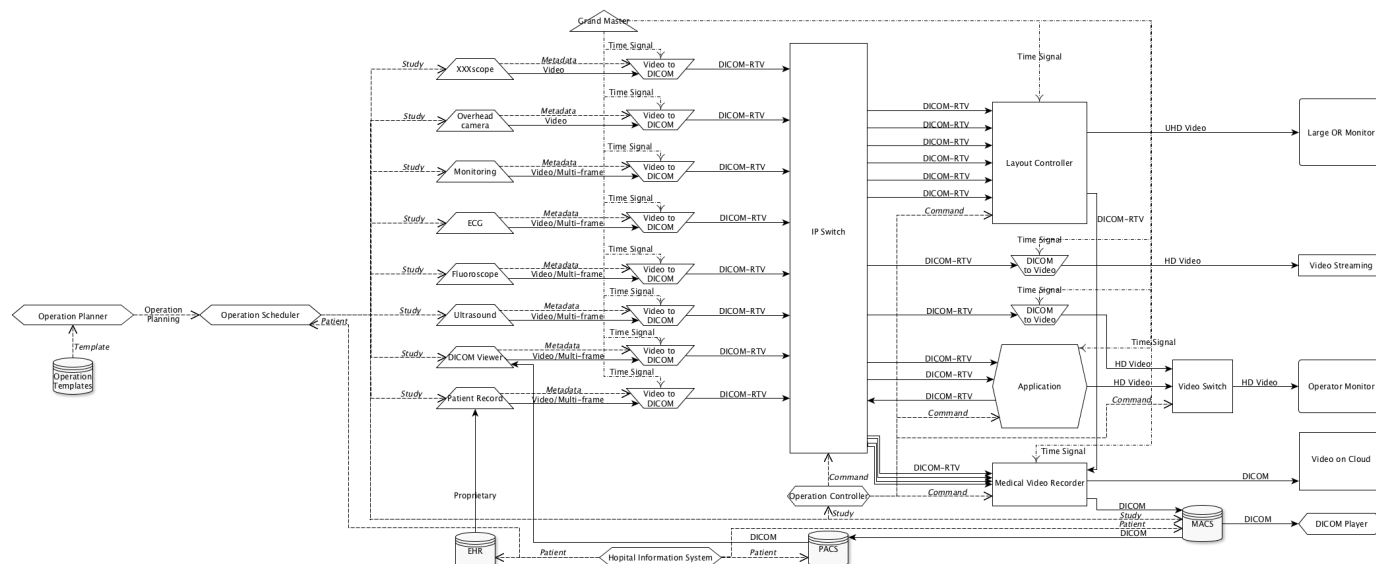 Grand Master
Time Signal
Study
XXXscope
Metadata
Video
Video to
DICOM
DICOM-RTV
Time Signal
Study
Overhead
camera
Metadata
Video
Video to
DICOM
DICOM-RTV
Time Signal
Study
Monitoring
Metadata
Video/Multi-frame
Video to
DICOM
DICOM-RTV
Time Signal
Study
ECG
Metadata
Video/Multi-frame
Video to
DICOM
DICOM-RTV
Time Signal
Study
Fluoroscope
Metadata
Video/Multi-frame
Video to
DICOM
DICOM-RTV
Time Signal
Study
Ultrasound
Metadata
Video/Multi-frame
Video to
DICOM
DICOM-RTV
Time Signal
Study
DICOM Viewer
Metadata
Video/Multi-frame
Video to
DICOM
DICOM-RTV
Time Signal
Study
Patient Record
Metadata
Video/Multi-frame
Video to
DICOM
DICOM-RTV
Operation Planner
Operation
Planning
Operation Scheduler
Patient
Template
Operation
Templates
IP Switch
Time Signal
DICOM-RTV
DICOM-RTV
DICOM-RTV
DICOM-RTV
DICOM-RTV
DICOM-RTV
Command
Layout Controller
UHD Video
Large OR Monitor
DICOM-RTV
Time Signal
DICOM-RTV
DICOM
to Video
HD Video
Video Streaming
Time Signal
DICOM-RTV
DICOM
to Video
Time Signal
DICOM-RTV
DICOM-RTV
DICOM-RTV
Command
Application
HD Video
HD Video
Command
Video Switch
HD Video
Operator Monitor
Time Signal
DICOM-RTV
Command
Medical Video Recorder
DICOM
Video on Cloud
Command
Operation Controller
Study
Proprietary
DICOM
Study
Patient
DICOM
MACS
DICOM
DICOM Player
EHR
Patient
Hopital Information System
DICOM
Patient
PACS